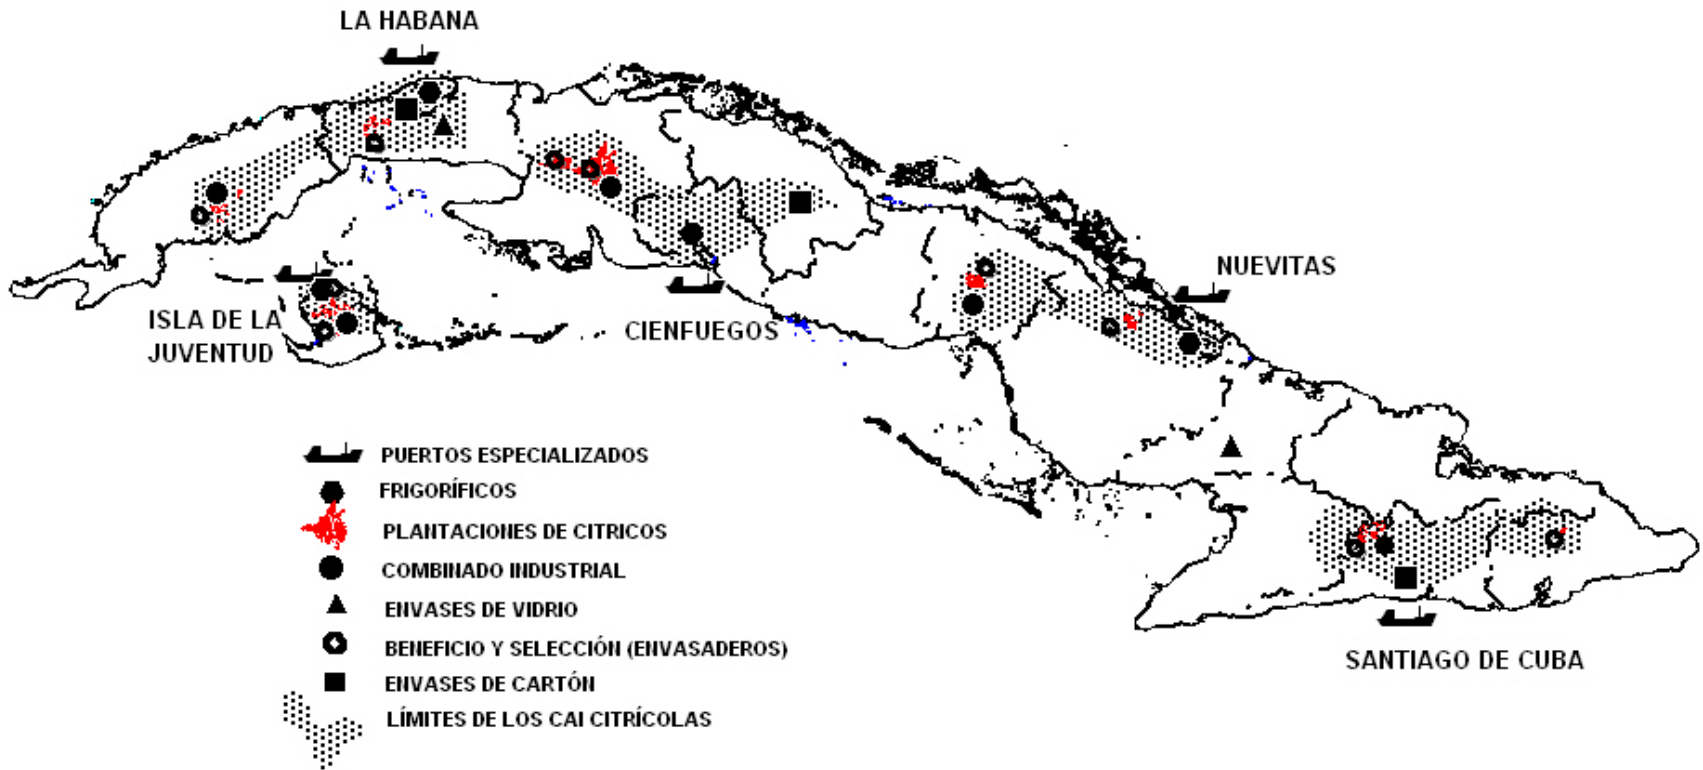 LA HABANA
NUEVITAS
ISLA DE LA
JUVENTUD
CIENFUEGOS
PUERTOS ESPECIALIZADOS
FRIGORÍFICOS
PLANTACIONES DE CITRICOS
COMBINADO INDUSTRIAL
ENVASES DE VIDRIO
BENEFICIO Y SELECCIÓN (ENVASADEROS)
ENVASES DE CARTÓN
LÍMITES DE LOS CAI CITRÍCOLAS
SANTIAGO DE CUBA